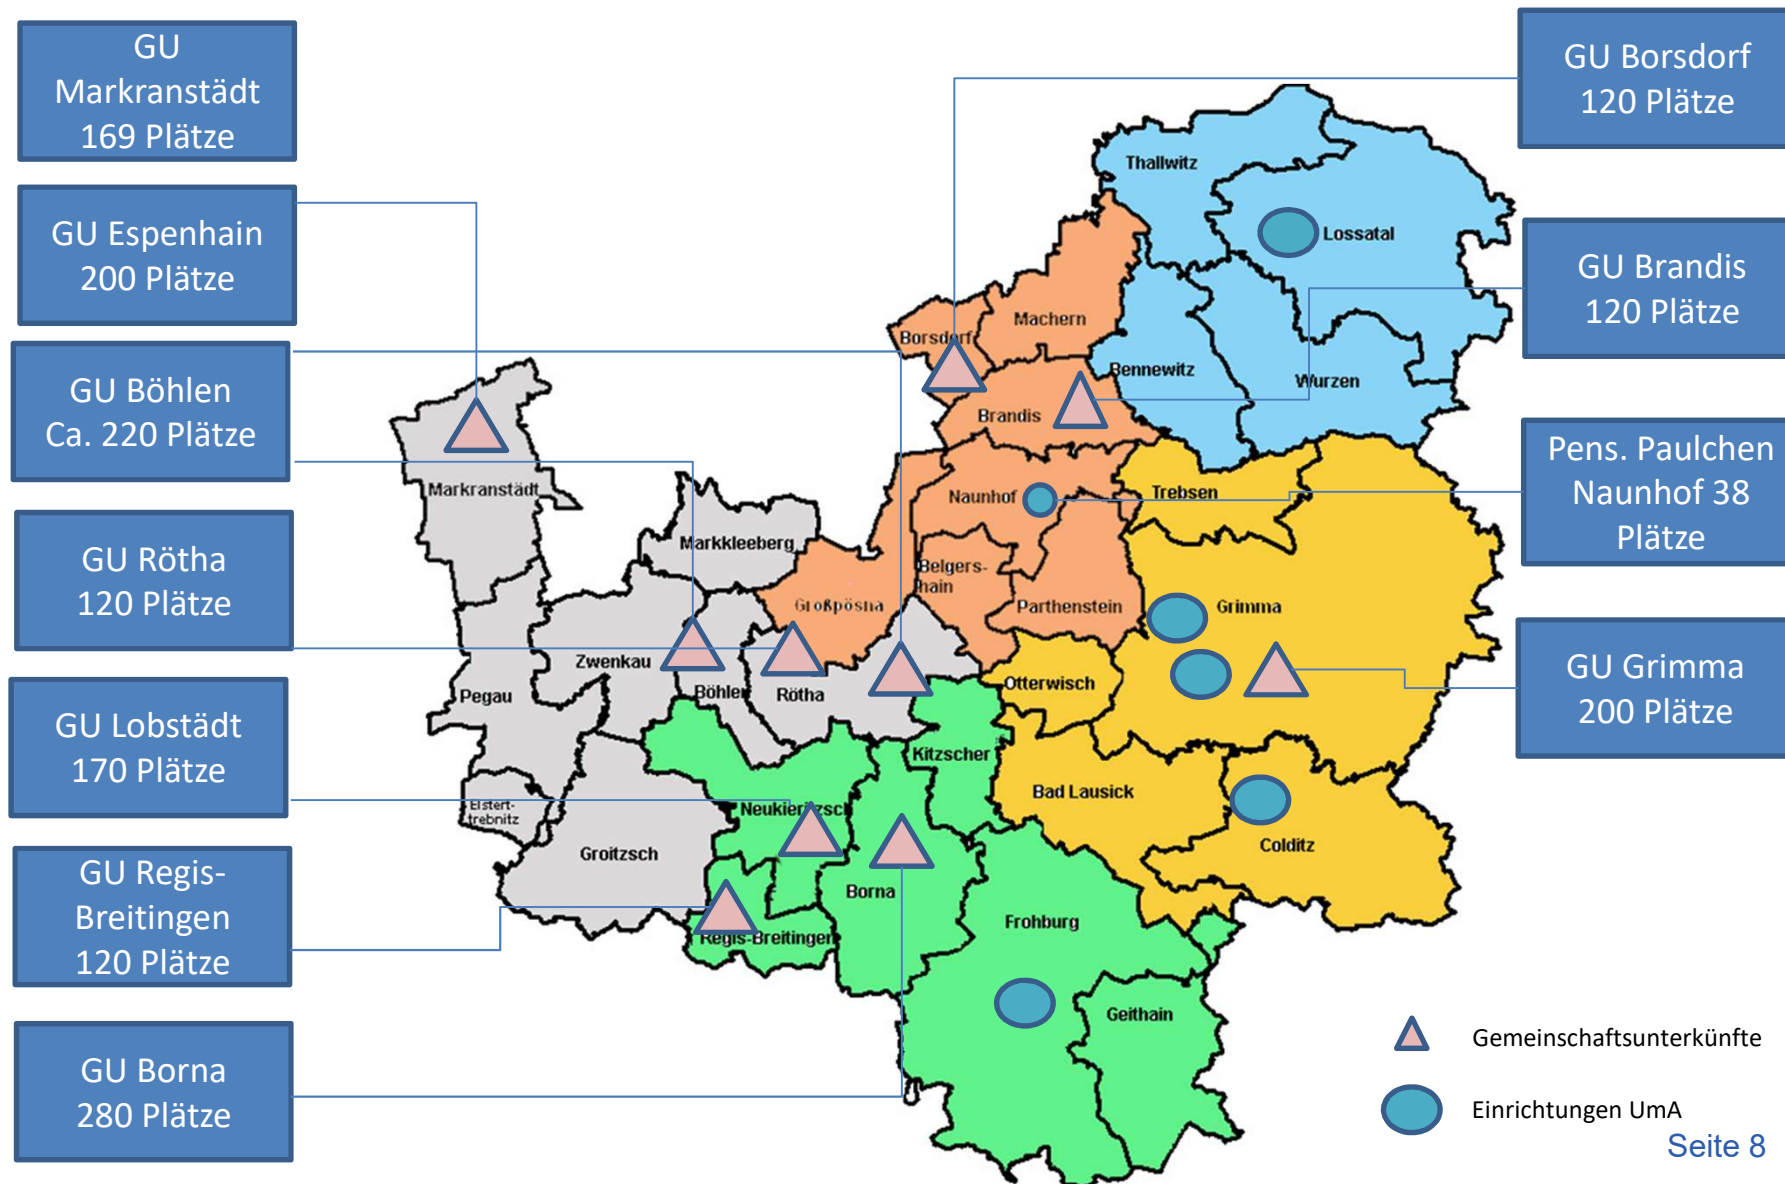 GU
Markranstädt
169 Plätze
GU Espenhain
200 Plätze
GU Böhlen
Ca. 220 Plätze
GU Rötha
120 Plätze
GU Lobstädt
170 Plätze
GU Regis-
Breitingen
120 Plätze
GU Borna
280 Plätze
GU Borsdorf
120 Plätze
GU Brandis
120 Plätze
Pens. Paulchen
Naunhof 38
Plätze
GU Grimma
200 Plätze
Thallwitz
Lossatal
Machern
Borsdorf
Bennewitz
Wurzen
Brandis
Markranstädt
Naunhof
Trebsen
Markkleeberg
Belgers-
hain
Großpösna
Parthenstein
Grimma
Zwenkau
Pegau
Böhlen
Rötha
Otterwisch
Kitzscher
Bad Lausick
Elstert-
trebnitz
Neukieritzsch
Groitzsch
Colditz
Borna
Frohburg
Regis-Breitingen
Geithain
Gemeinschaftsunterkünfte
Einrichtungen UmA
Seite 8